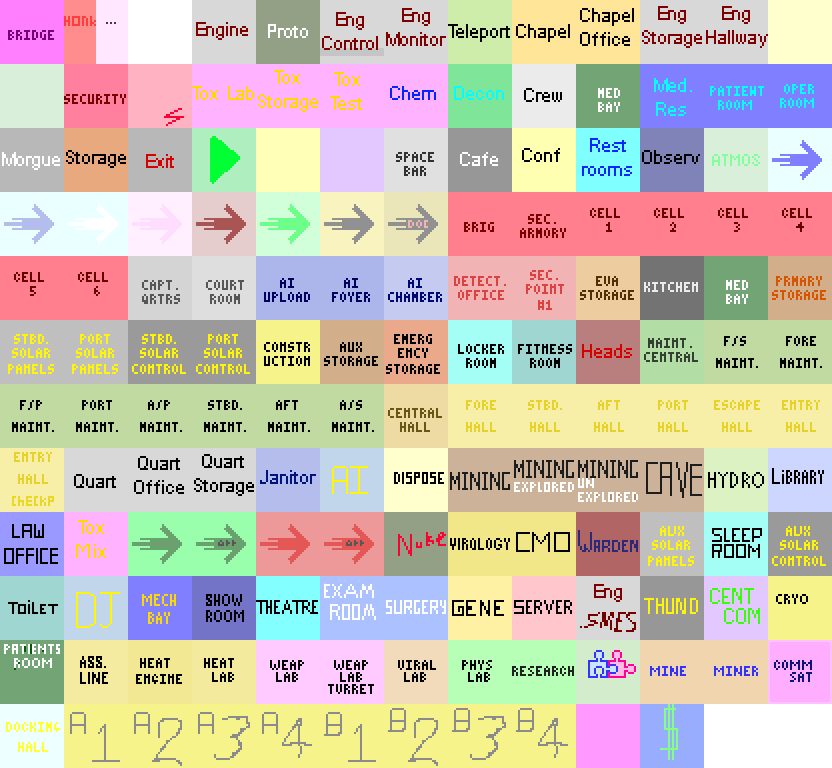 BRIDGE HONK ... Engine Proto Eng Control Eng Monitor Teleport Chapel Chapel Office Eng Storage Eng Hallway
SECURITY Tox Lab Tox Storage Tox Test Chem Decon Crew MED BAY Med. Res PATIENT ROOM OPER ROOM
Morgue Storage Exit SPACE BAR Cafe Conf Rest rooms Observ ATMOS
DOC BRIG SEC. ARMORY CELL 1 CELL 2 CELL 3 CELL 4
CELL 5 CELL 6 CAPT. QRTRS COURT ROOM AI UPLOAD AI FOYER AI CHAMBER DETECT. OFFICE SEC. POINT #1 EVA STORAGE KITCHEN MED BAY PRMARY STORAGE
STBD. SOLAR PANELS PORT SOLAR PANELS STBD. SOLAR CONTROL PORT SOLAR CONTROL CONSTR UCTION AUX STORAGE EMERG ENCY STORAGE LOCKER ROOM FITNESS ROOM Heads MAINT. CENTRAL F/S MAINT. FORE MAINT.
F/P MAINT. PORT MAINT. A/P MAINT. STBD. MAINT. AFT MAINT. A/S MAINT. CENTRAL HALL FORE HALL STBD. HALL AFT HALL PORT HALL ESCAPE HALL ENTRY HALL
ENTRY HALL CHECKP Quart Quart Office Quart Storage Janitor AI DISPOSE MINING MINING EXPLORED MINING UN EXPLORED CAVE HYDRO LIBRARY
LAW OFFICE Tox Mix Nuke VIROLOGY CMO WARDEN AUX SOLAR PANELS SLEEP ROOM AUX SOLAR CONTROL
TOILET DJ MECH BAY SHOW ROOM THEATRE EXAM ROOM SURGERY GENE SERVER Eng .SMES THUND CENT COM CRYO
PATIENTS ROOM ASS. LINE HEAT ENGINE HEAT LAB WEAP LAB WEAP LAB TURRET VIRAL LAB PHYS LAB RESEARCH MINE MINER COMM SAT
DOCKING HALL A 1 A 2 A 3 A 4 B 1 B 2 B 3 B 4 $